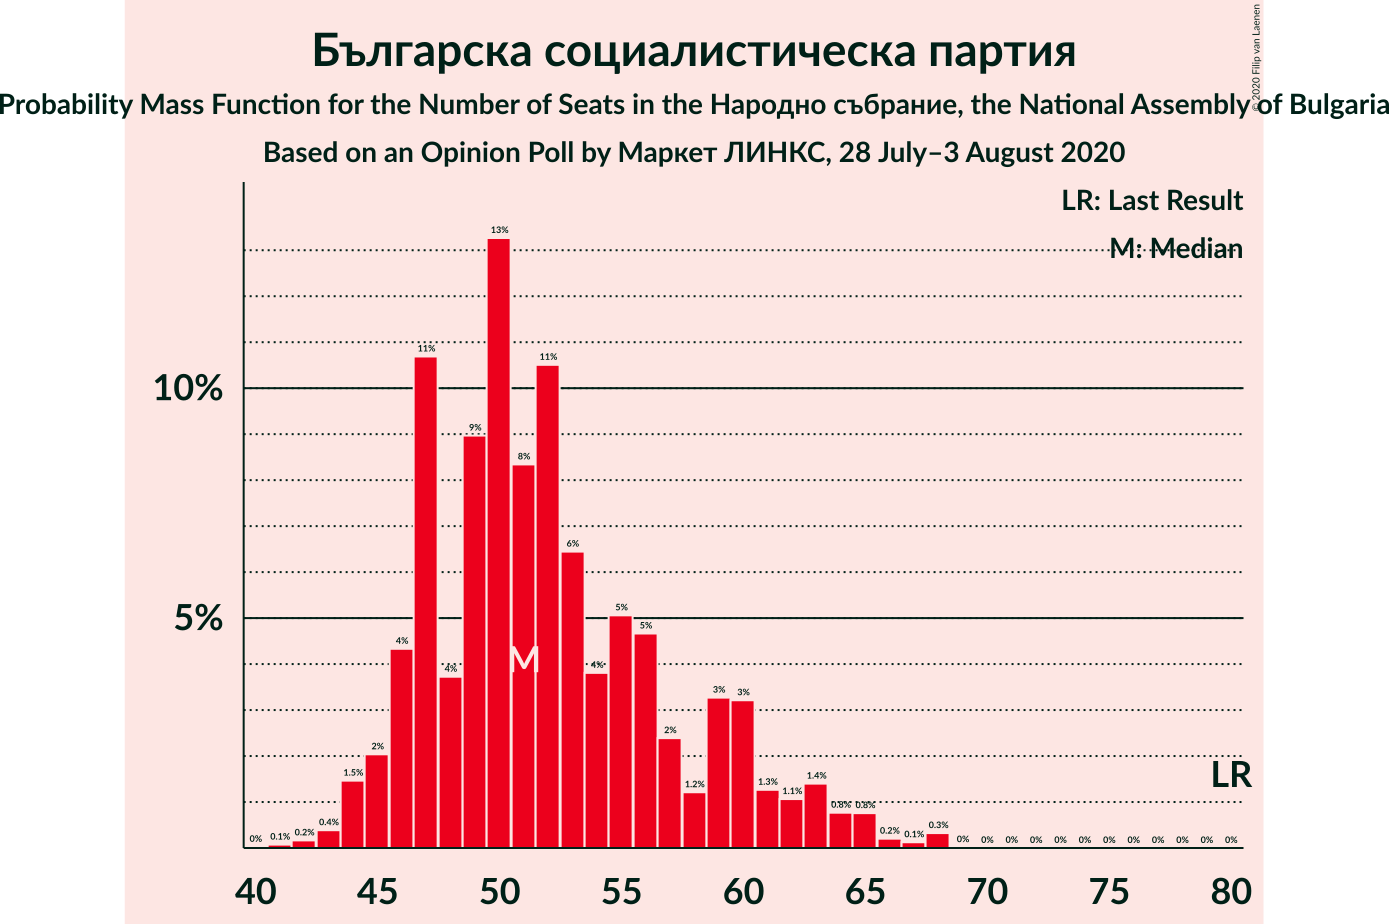 Българска социалистическа партия
© 2020 Filip van Laenen
Probability Mass Function for the Number of Seats in the Народно събрание, the National Assembly of Bulgaria
Based on an Opinion Poll by Маркет ЛИНКС, 28 July–3 August 2020
LR: Last Result
M: Median
10%
5%
0% 0.1% 0.2% 0.4% 1.5% 2% 4% 11% 4% 9% 13% 8% 11% 6% 4% 5% 5% 2% 1.2% 3% 3% 1.3% 1.1% 1.4% 0.8% 0.8% 0.2% 0.1% 0.3% 0% 0% 0% 0% 0% 0% 0% 0% 0% 0% 0% 0%
M
LR
40 45 50 55 60 65 70 75 80